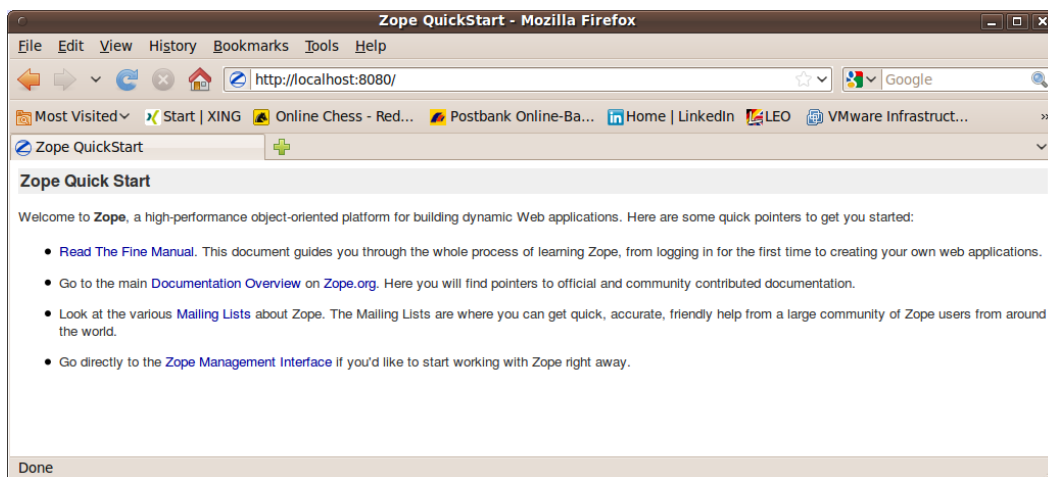 Zope QuickStart - Mozilla Firefox
File Edit View History Bookmarks Tools Help
http://localhost:8080/ Google
Most Visited Start | XING Online Chess - Red... Postbank Online-Ba... Home | LinkedIn LEO VMware Infrastruct... »
Zope QuickStart
Zope Quick Start
Welcome to Zope, a high-performance object-oriented platform for building dynamic Web applications. Here are some quick pointers to get you started:
• Read The Fine Manual. This document guides you through the whole process of learning Zope, from logging in for the first time to creating your own web applications.
• Go to the main Documentation Overview on Zope.org. Here you will find pointers to official and community contributed documentation.
• Look at the various Mailing Lists about Zope. The Mailing Lists are where you can get quick, accurate, friendly help from a large community of Zope users from around
the world.
• Go directly to the Zope Management Interface if you'd like to start working with Zope right away.
Done